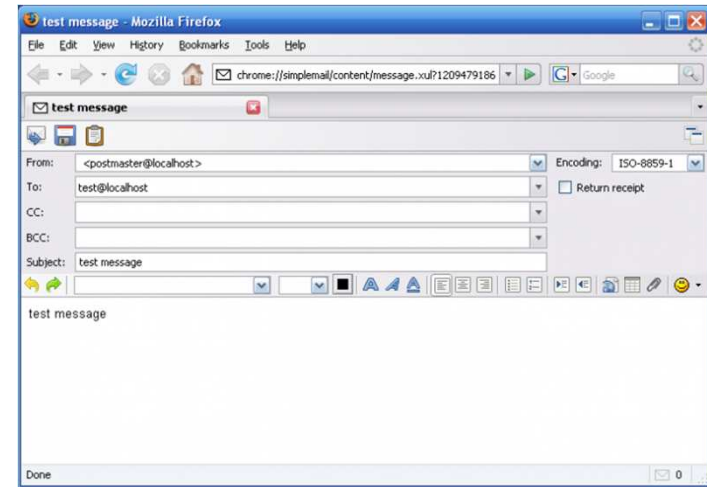 test message - Mozilla Firefox
File Edit View History Bookmarks Tools Help
chrome://simplemail/content/message.xul?1209479186 G Google
test message
From: <postmaster@localhost> Encoding: ISO-8859-1
To: test@localhost Return receipt
CC:
BCC:
Subject: test message
test message
Done 0